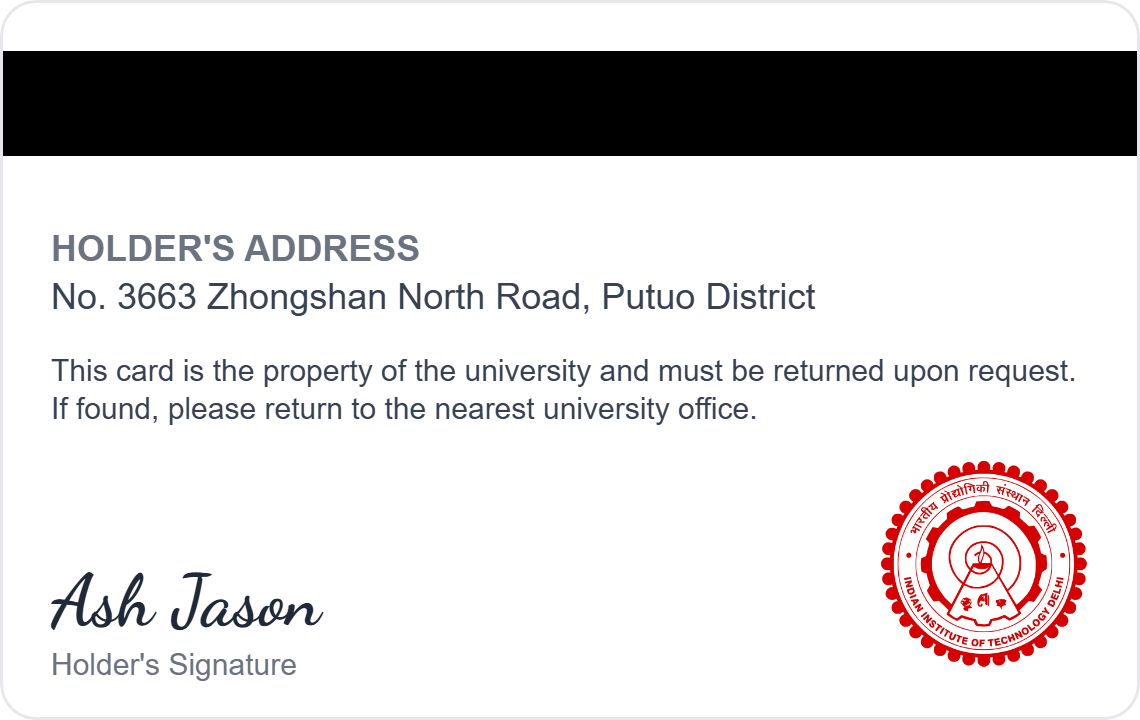 HOLDER'S ADDRESS
No. 3663 Zhongshan North Road, Putuo District
This card is the property of the university and must be returned upon request.
If found, please return to the nearest university office.
भारतीय प्रौद्योगिकी संस्थान दिल्ली
INDIAN INSTITUTE OF TECHNOLOGY DELHI
Ash Jason
Holder's Signature